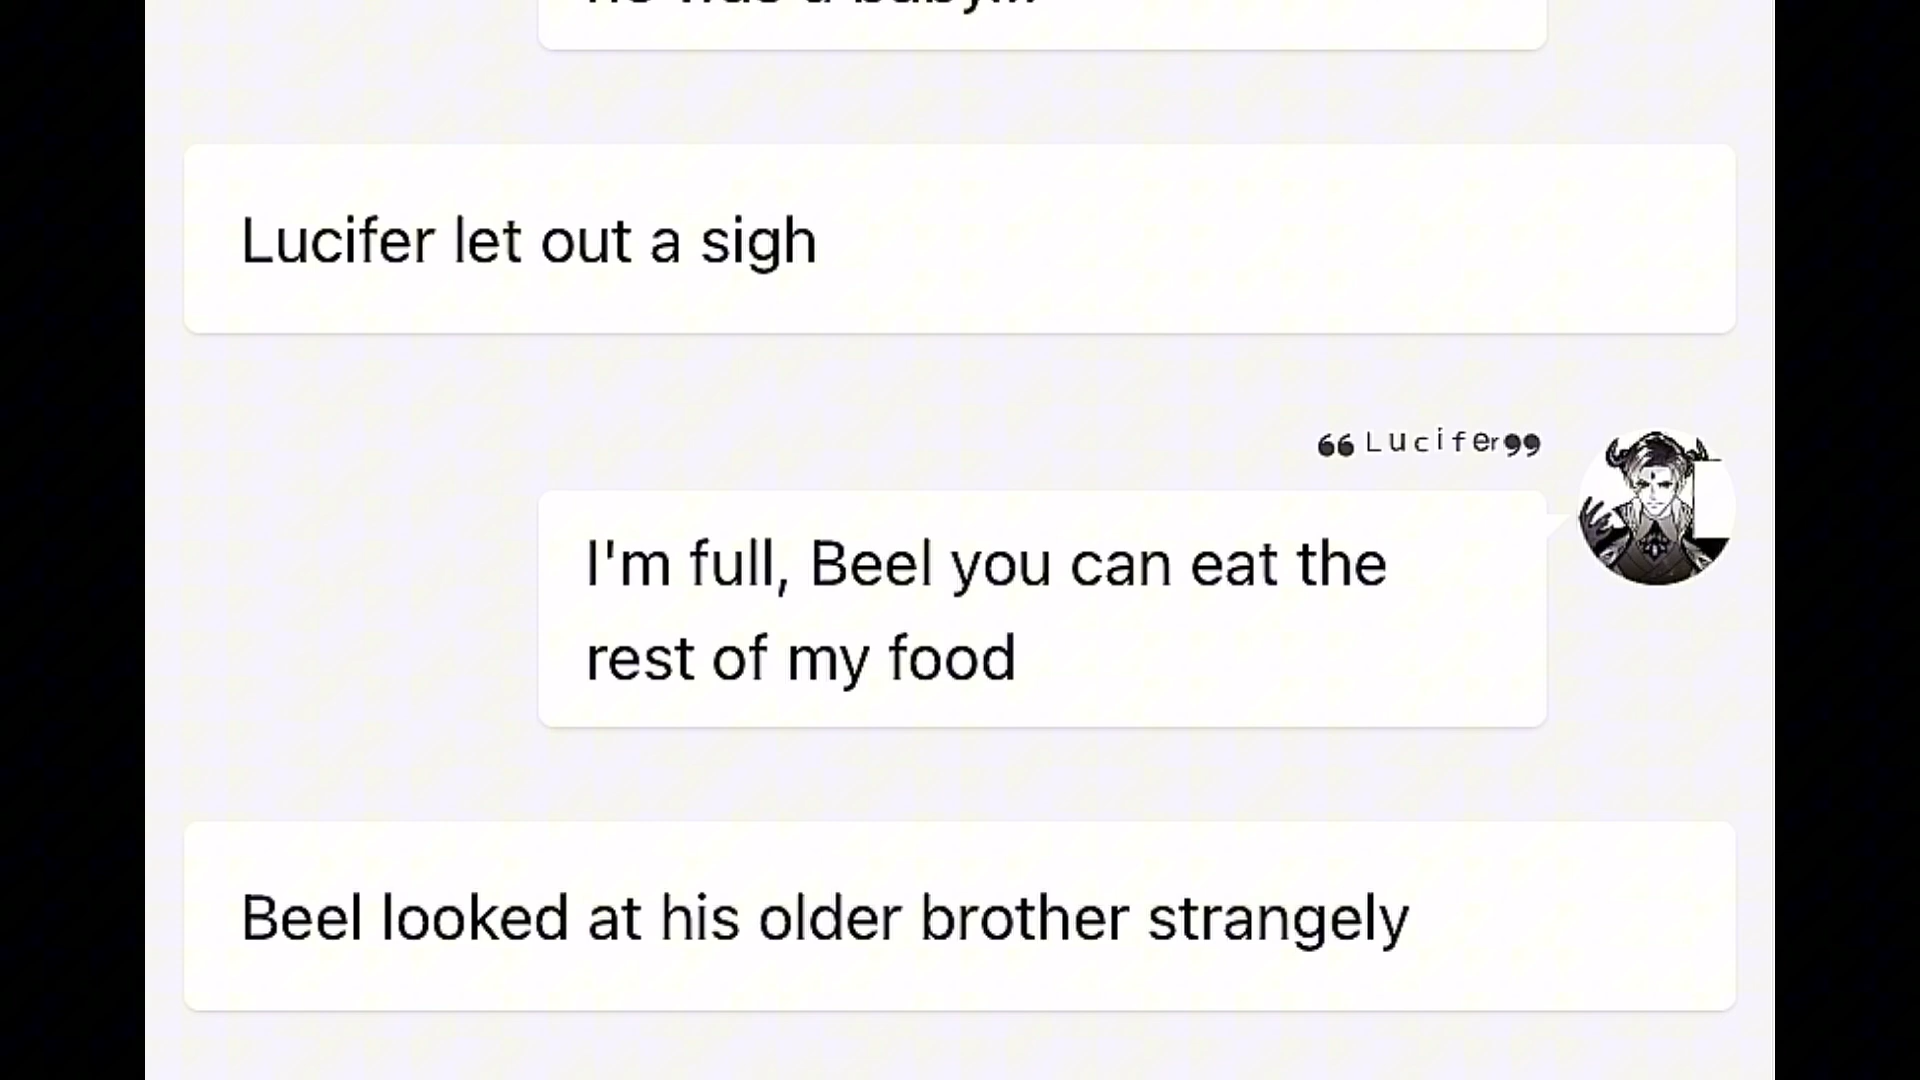 Lucifer let out a sigh
❝Lucifer❞
I'm full, Beel you can eat the
rest of my food
Beel looked at his older brother strangely